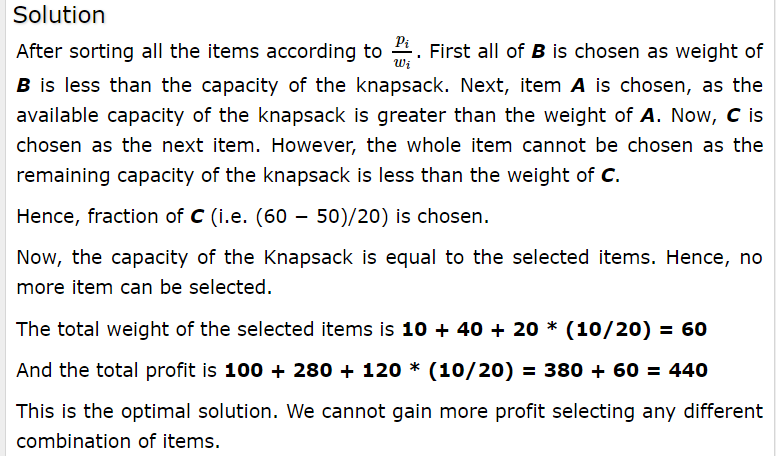 Solution
After sorting all the items according to pᵢ/wᵢ. First all of B is chosen as weight of
B is less than the capacity of the knapsack. Next, item A is chosen, as the
available capacity of the knapsack is greater than the weight of A. Now, C is
chosen as the next item. However, the whole item cannot be chosen as the
remaining capacity of the knapsack is less than the weight of C.
Hence, fraction of C (i.e. (60 − 50)/20) is chosen.
Now, the capacity of the Knapsack is equal to the selected items. Hence, no
more item can be selected.
The total weight of the selected items is 10 + 40 + 20 * (10/20) = 60
And the total profit is 100 + 280 + 120 * (10/20) = 380 + 60 = 440
This is the optimal solution. We cannot gain more profit selecting any different
combination of items.